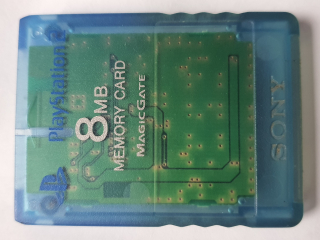 PlayStation 2
8MB
MEMORY CARD
MAGICGATE
SONY